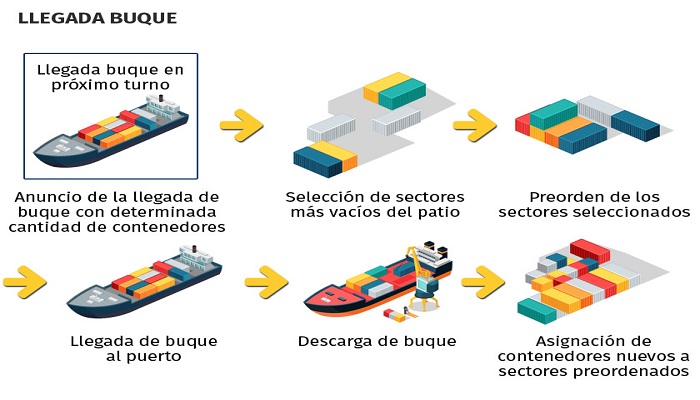 LLEGADA BUQUE
Llegada buque en
próximo turno
Anuncio de la llegada de
buque con determinada
cantidad de contenedores
Selección de sectores
más vacíos del patio
Preorden de los
sectores seleccionados
Llegada de buque
al puerto
Descarga de buque
Asignación de
contenedores nuevos a
sectores preordenados